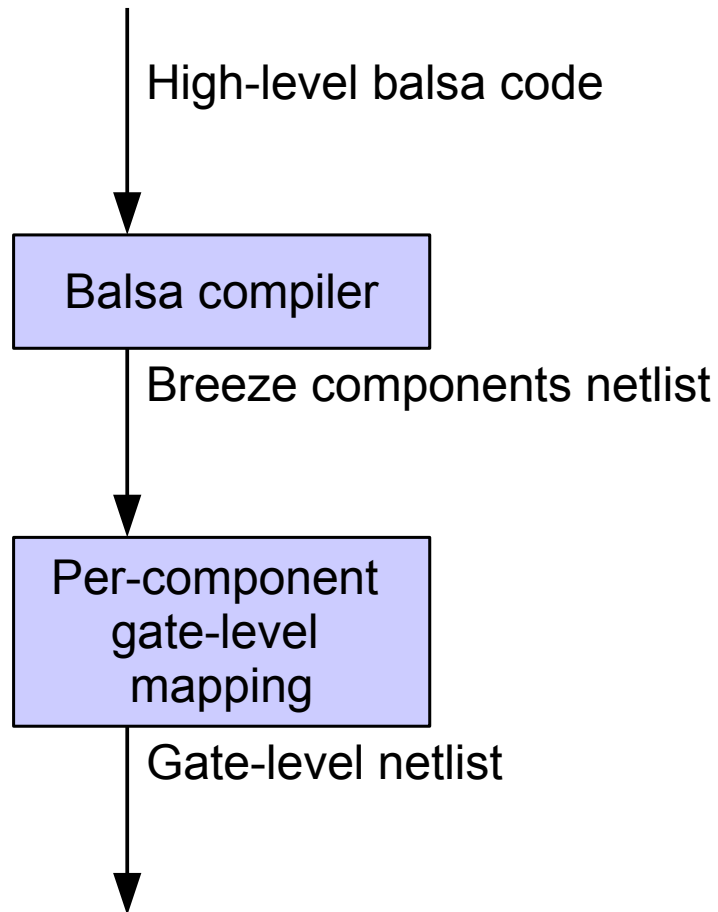 High-level balsa code
Balsa compiler
Breeze components netlist
Per-component
gate-level
mapping
Gate-level netlist